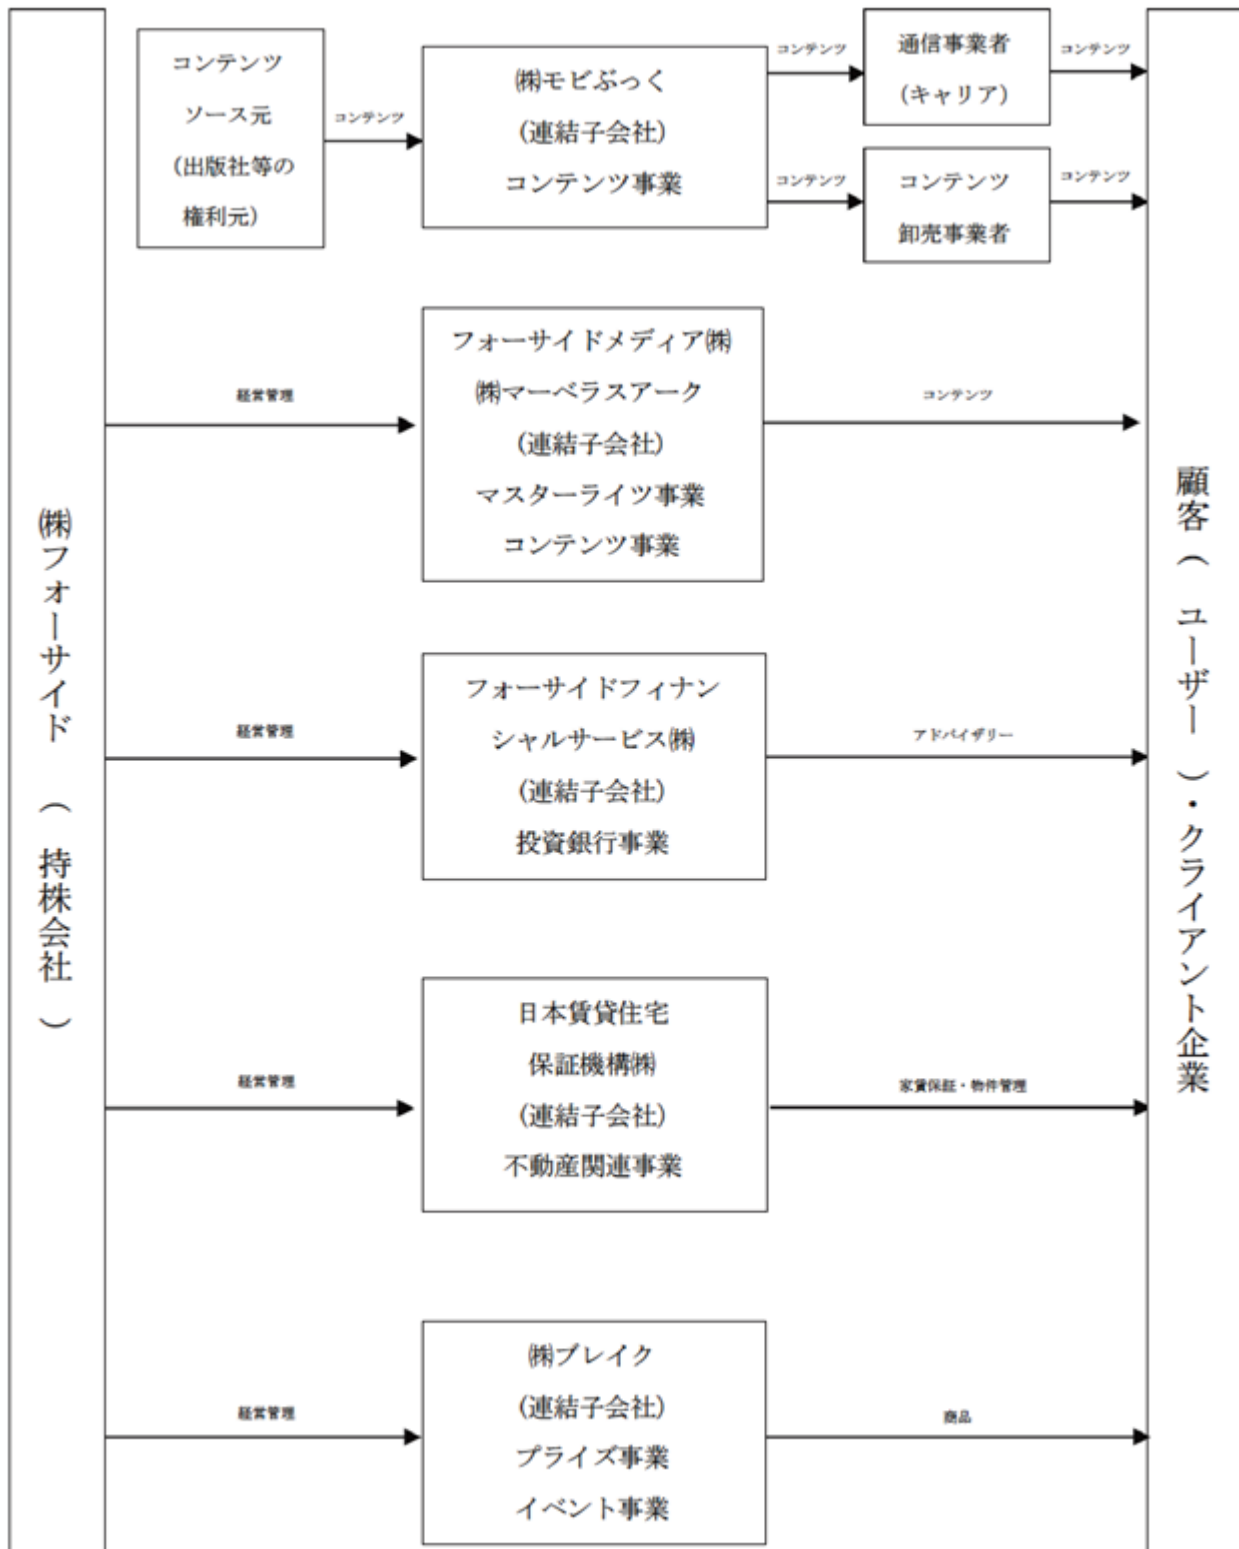 ㈱フォーサイド（持株会社）
コンテンツ
ソース元
（出版社等の
権利元）
コンテンツ
㈱モビぶっく
（連結子会社）
コンテンツ事業
コンテンツ
通信事業者
（キャリア）
コンテンツ
コンテンツ
コンテンツ
卸売事業者
コンテンツ
経営管理
フォーサイドメディア㈱
㈱マーベラスアーク
（連結子会社）
マスターライツ事業
コンテンツ事業
コンテンツ
経営管理
フォーサイドフィナン
シャルサービス㈱
（連結子会社）
投資銀行事業
アドバイザリー
経営管理
日本賃貸住宅
保証機構㈱
（連結子会社）
不動産関連事業
家賃保証・物件管理
経営管理
㈱ブレイク
（連結子会社）
プライズ事業
イベント事業
商品
顧客（ユーザー）・クライアント企業